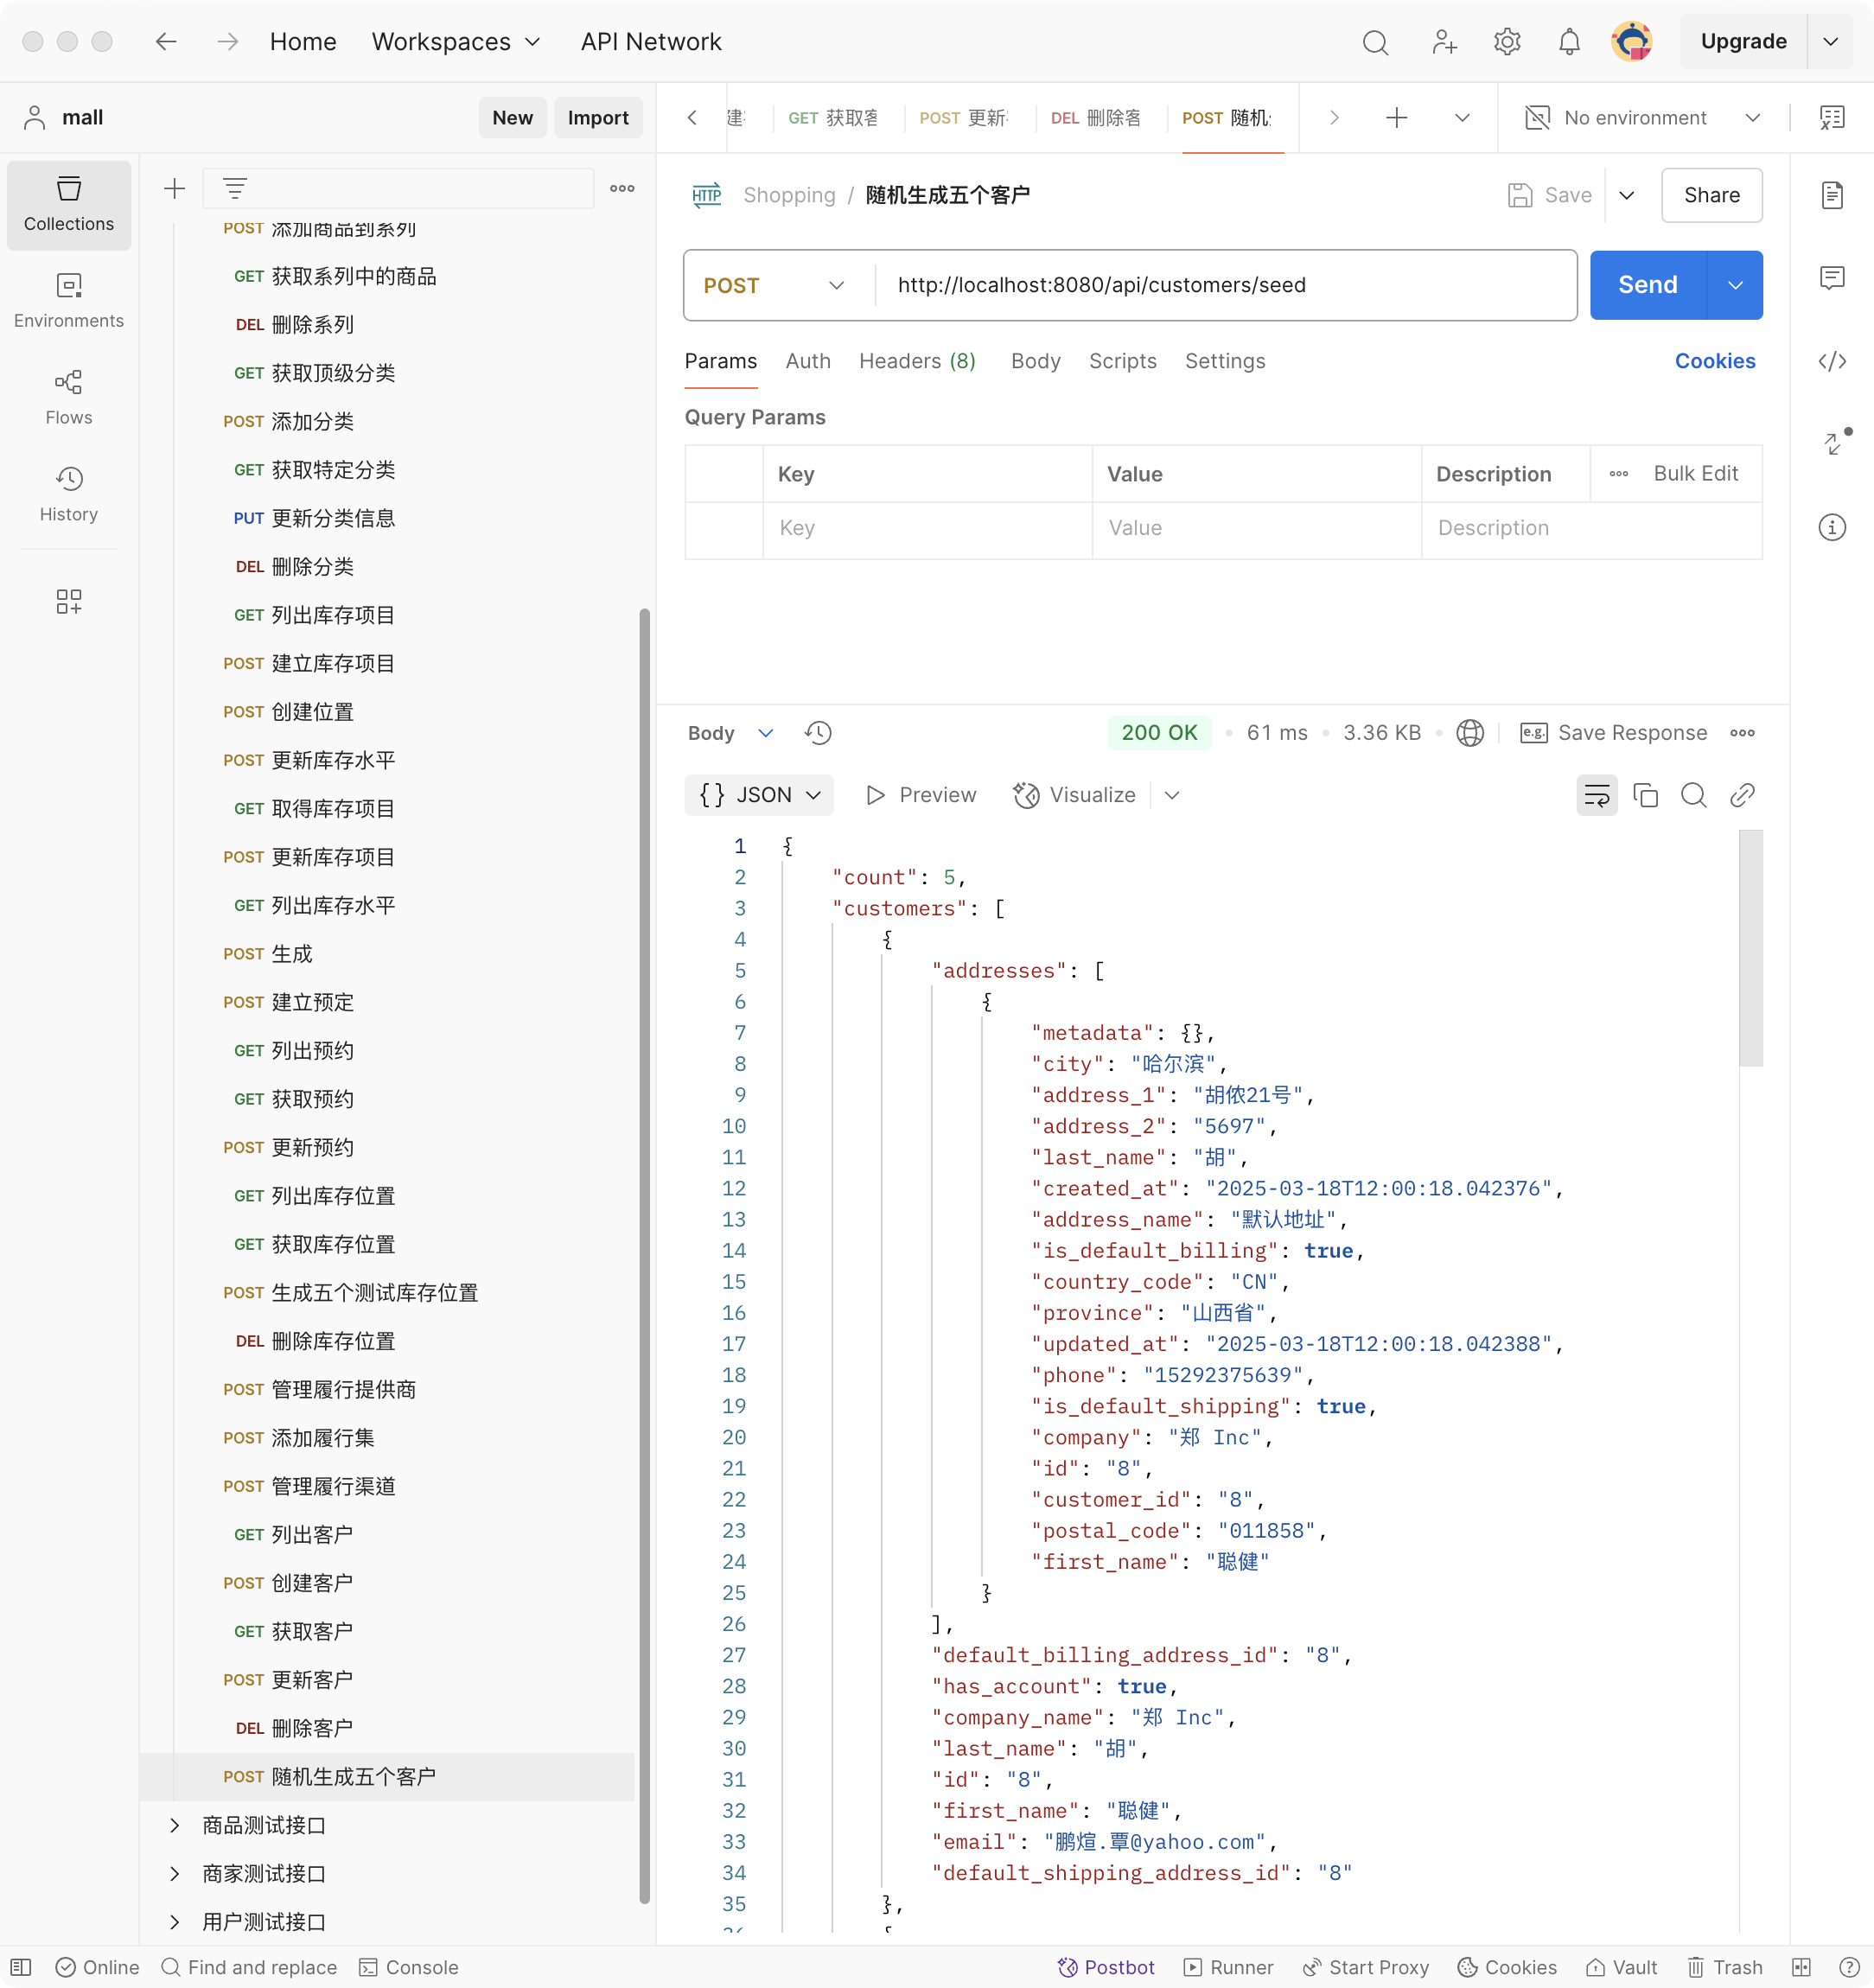 Home
Workspaces
API Network
Upgrade
mall
New
Import
GET 获取客
POST 更新
DEL 删除客
POST 随机
No environment
Collections
Environments
Flows
History
POST 添加商品到系列
GET 获取系列中的商品
DEL 删除系列
GET 获取顶级分类
POST 添加分类
GET 获取特定分类
PUT 更新分类信息
DEL 删除分类
GET 列出库存项目
POST 建立库存项目
POST 创建位置
POST 更新库存水平
GET 取得库存项目
POST 更新库存项目
GET 列出库存水平
POST 生成
POST 建立预定
GET 列出预约
GET 获取预约
POST 更新预约
GET 列出库存位置
GET 获取库存位置
POST 生成五个测试库存位置
DEL 删除库存位置
POST 管理履行提供商
POST 添加履行集
POST 管理履行渠道
GET 列出客户
POST 创建客户
GET 获取客户
POST 更新客户
DEL 删除客户
POST 随机生成五个客户
商品测试接口
商家测试接口
用户测试接口
HTTP Shopping / 随机生成五个客户
Save
Share
POST
http://localhost:8080/api/customers/seed
Send
Params
Auth
Headers (8)
Body
Scripts
Settings
Cookies
Query Params
Key
Value
Description
Bulk Edit
Key
Value
Description
Body
200 OK
61 ms
3.36 KB
e.g. Save Response
{ } JSON
Preview
Visualize
1 {
2 "count": 5,
3 "customers": [
4 {
5 "addresses": [
6 {
7 "metadata": {},
8 "city": "哈尔滨",
9 "address_1": "胡侬21号",
10 "address_2": "5697",
11 "last_name": "胡",
12 "created_at": "2025-03-18T12:00:18.042376",
13 "address_name": "默认地址",
14 "is_default_billing": true,
15 "country_code": "CN",
16 "province": "山西省",
17 "updated_at": "2025-03-18T12:00:18.042388",
18 "phone": "15292375639",
19 "is_default_shipping": true,
20 "company": "郑 Inc",
21 "id": "8",
22 "customer_id": "8",
23 "postal_code": "011858",
24 "first_name": "聪健"
25 }
26 ],
27 "default_billing_address_id": "8",
28 "has_account": true,
29 "company_name": "郑 Inc",
30 "last_name": "胡",
31 "id": "8",
32 "first_name": "聪健",
33 "email": "鹏煊.覃@yahoo.com",
34 "default_shipping_address_id": "8"
35 },
Online
Find and replace
Console
Postbot
Runner
Start Proxy
Cookies
Vault
Trash